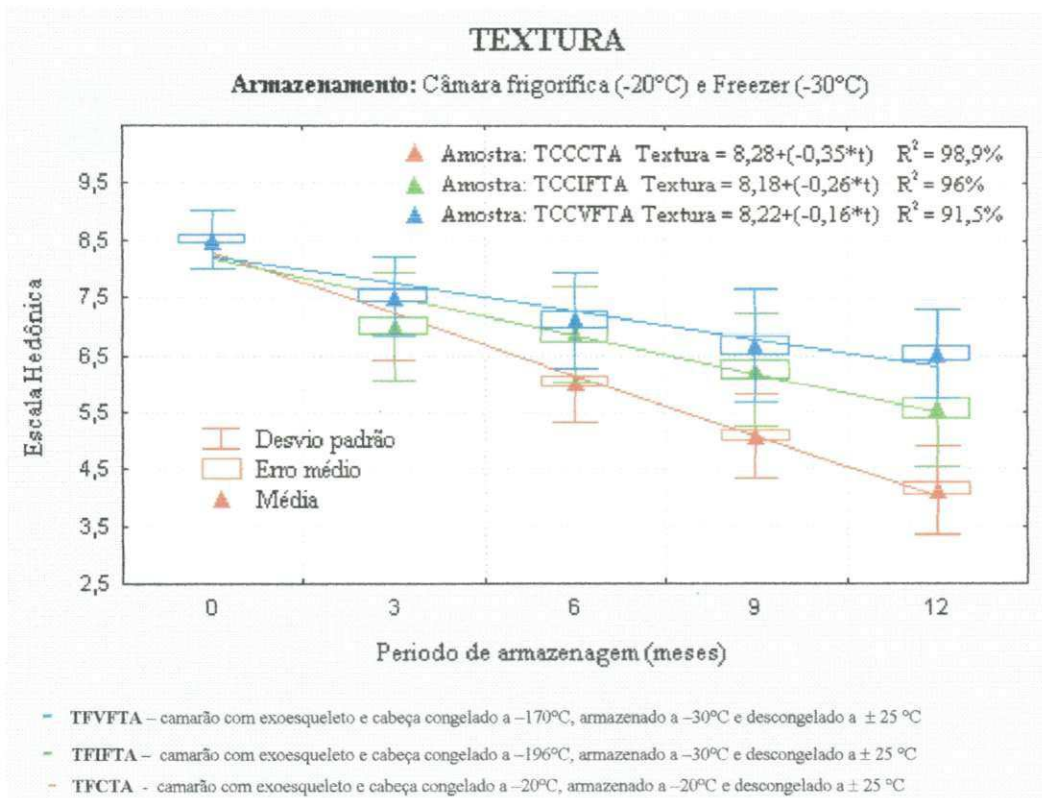 TEXTURA
Armazenamento: Câmara frigorífica (-20°C) e Freezer (-30°C)
Amostra: TCCCTA Textura = 8,28+(-0,35*t) R² = 98,9%
Amostra: TCCIFTA Textura = 8,18+(-0,26*t) R² = 96%
Amostra: TCCVFTA Textura = 8,22+(-0,16*t) R² = 91,5%
Escala Hedônica
9,5
8,5
7,5
6,5
5,5
4,5
3,5
2,5
Desvio padrão
Erro médio
Média
0 3 6 9 12
Periodo de armazenagem (meses)
- TFVFTA – camarão com exoesqueleto e cabeça congelado a –170°C, armazenado a –30°C e descongelado a ± 25 °C
- TFIFTA – camarão com exoesqueleto e cabeça congelado a –196°C, armazenado a –30°C e descongelado a ± 25 °C
- TFCTA - camarão com exoesqueleto e cabeça congelado a –20°C, armazenado a –20°C e descongelado a ± 25 °C